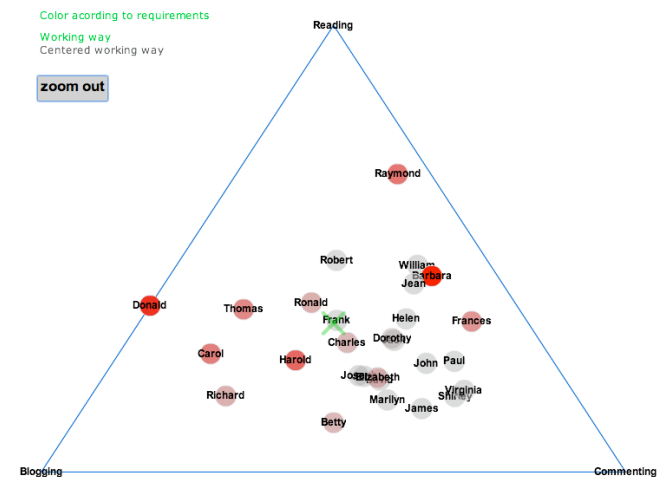 Color acording to requirements
Reading
Working way
Centered working way
zoom out
Raymond
Robert
William
Barbara
Jean
Donald
Ronald
Thomas
Helen
Frank
Frances
Dorothy
Charles
Carol
Harold
Paul
John
Elizabeth
Virginia
Richard
Marilyn
James
Betty
Blogging
Commenting